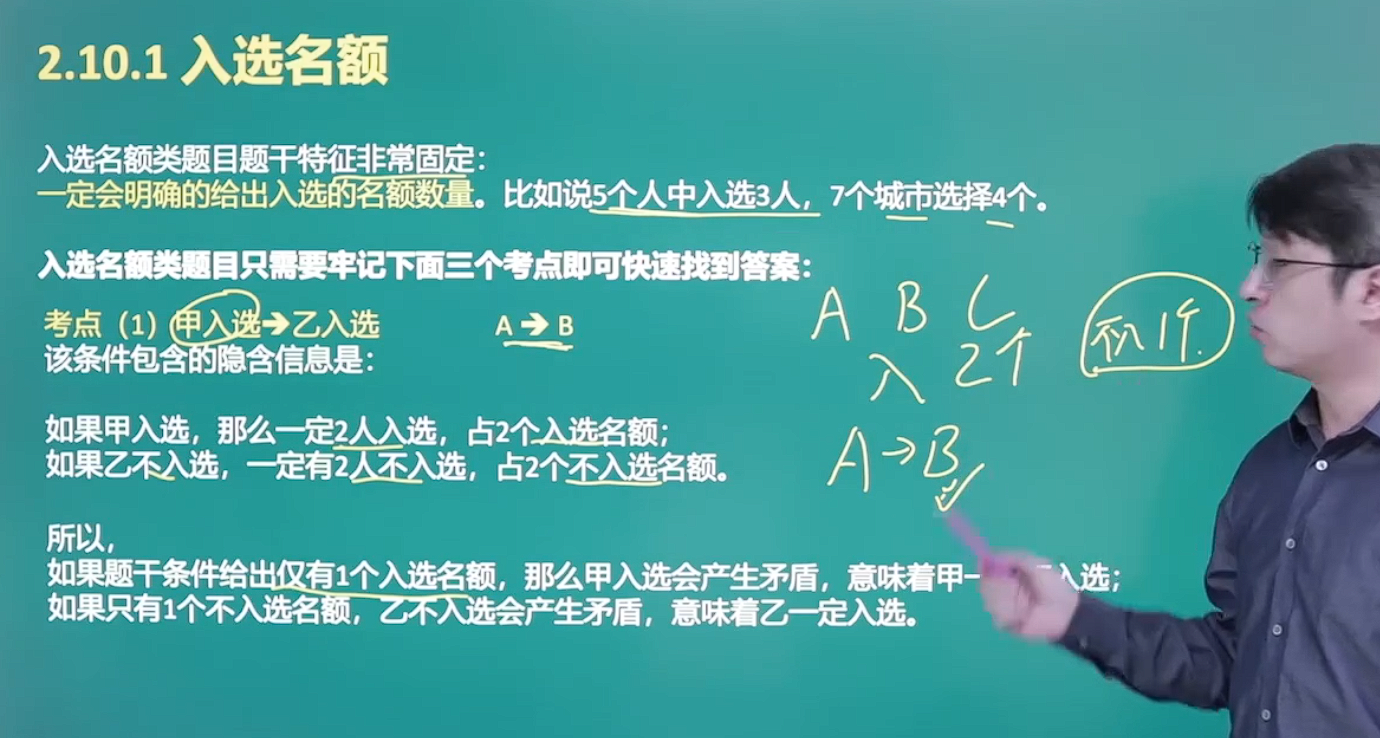 2.10.1 入选名额
入选名额类题目题干特征非常固定：
一定会明确的给出入选的名额数量。比如说5个人中入选3人，7个城市选择4个。
入选名额类题目只需要牢记下面三个考点即可快速找到答案：
考点（1）甲入选➔乙入选 A ➔ B
该条件包含的隐含信息是：
如果甲入选，那么一定2人入选，占2个入选名额；
如果乙不入选，一定有2人不入选，占2个不入选名额。
所以，
如果题干条件给出仅有1个入选名额，那么甲入选会产生矛盾，意味着甲一 入选；
如果只有1个不入选名额，乙不入选会产生矛盾，意味着乙一定入选。
A B C
入 2个
不入1个.
A→B